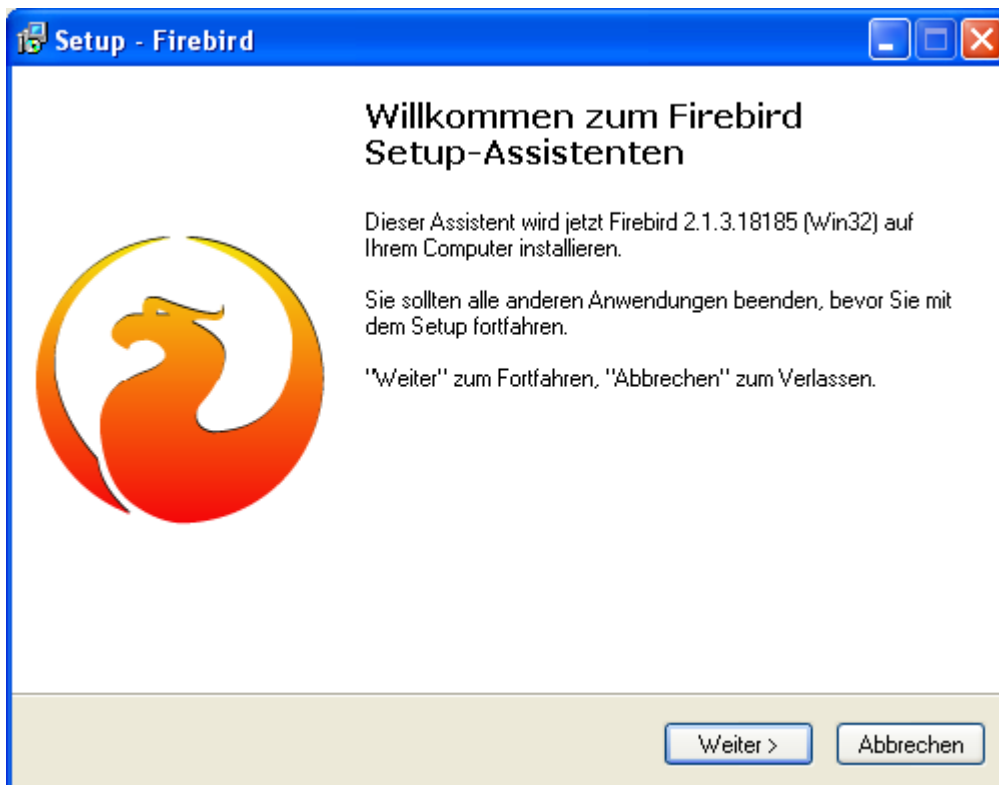 Setup - Firebird
Willkommen zum Firebird
Setup-Assistenten
Dieser Assistent wird jetzt Firebird 2.1.3.18185 (Win32) auf
Ihrem Computer installieren.
Sie sollten alle anderen Anwendungen beenden, bevor Sie mit
dem Setup fortfahren.
"Weiter" zum Fortfahren, "Abbrechen" zum Verlassen.
Weiter >
Abbrechen